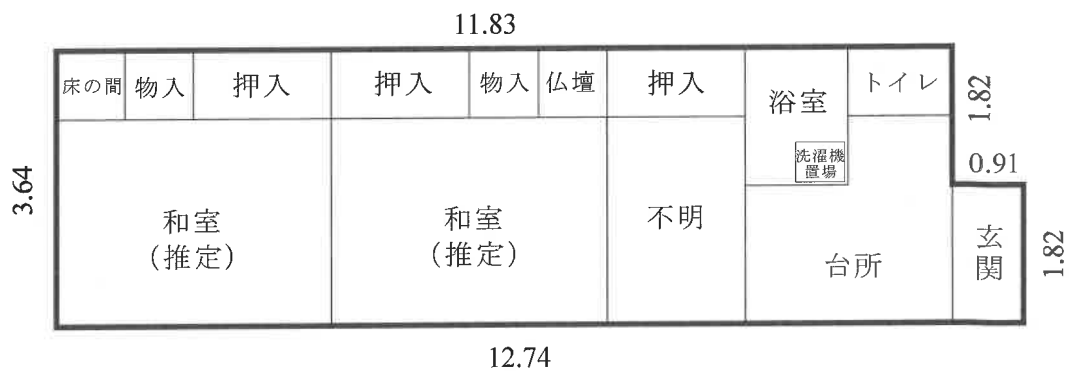 11.83
床の間
物入
押入
押入
物入
仏壇
押入
浴室
トイレ
1.82
洗濯機
置場
0.91
3.64
和室
(推定)
和室
(推定)
不明
台所
玄関
1.82
12.74